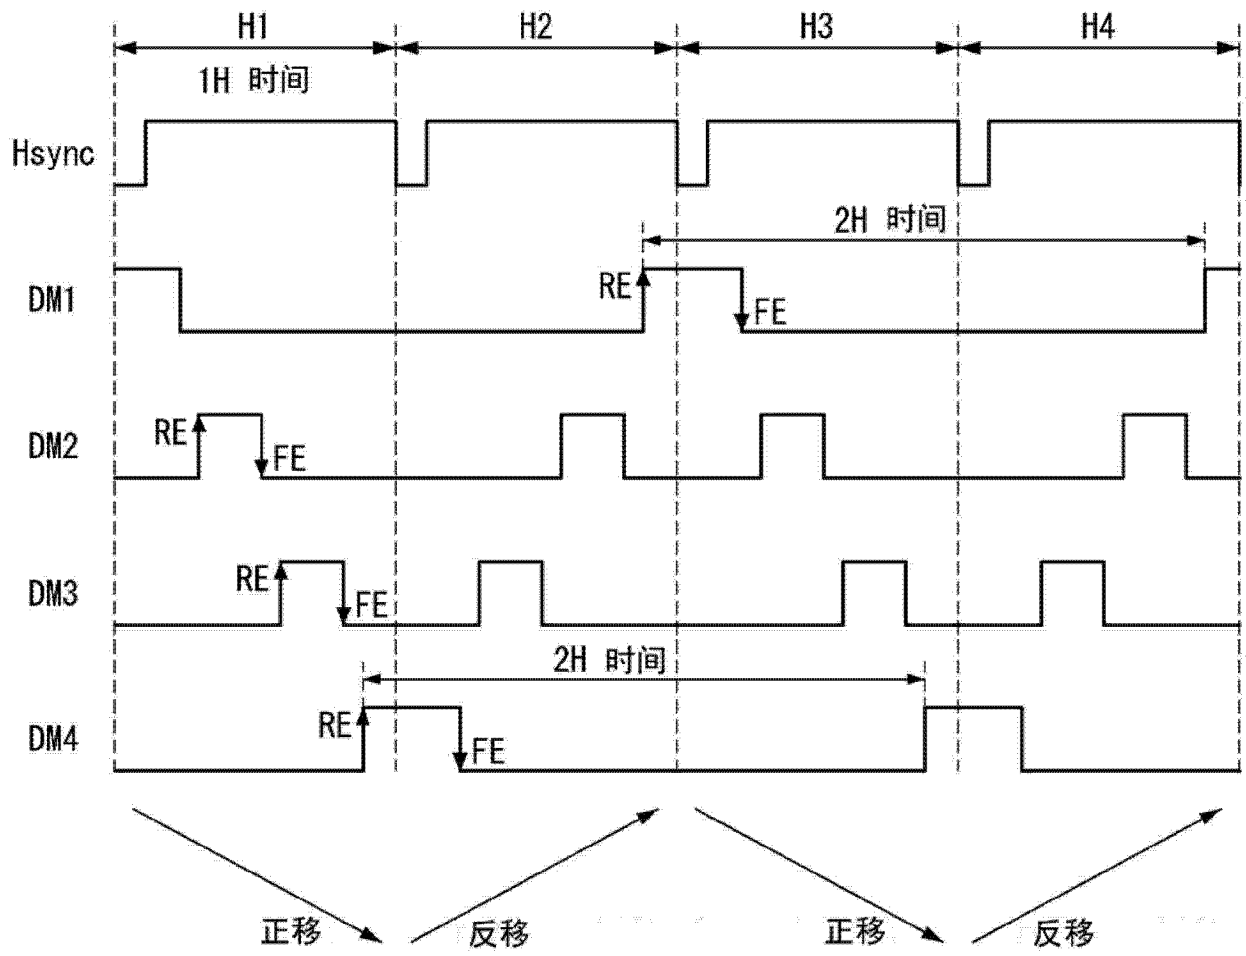 H1 H2 H3 H4
1H 时间
Hsync
2H 时间
DM1 RE FE
DM2 RE FE
DM3 RE FE
2H 时间
DM4 RE FE
正移 反移 正移 反移